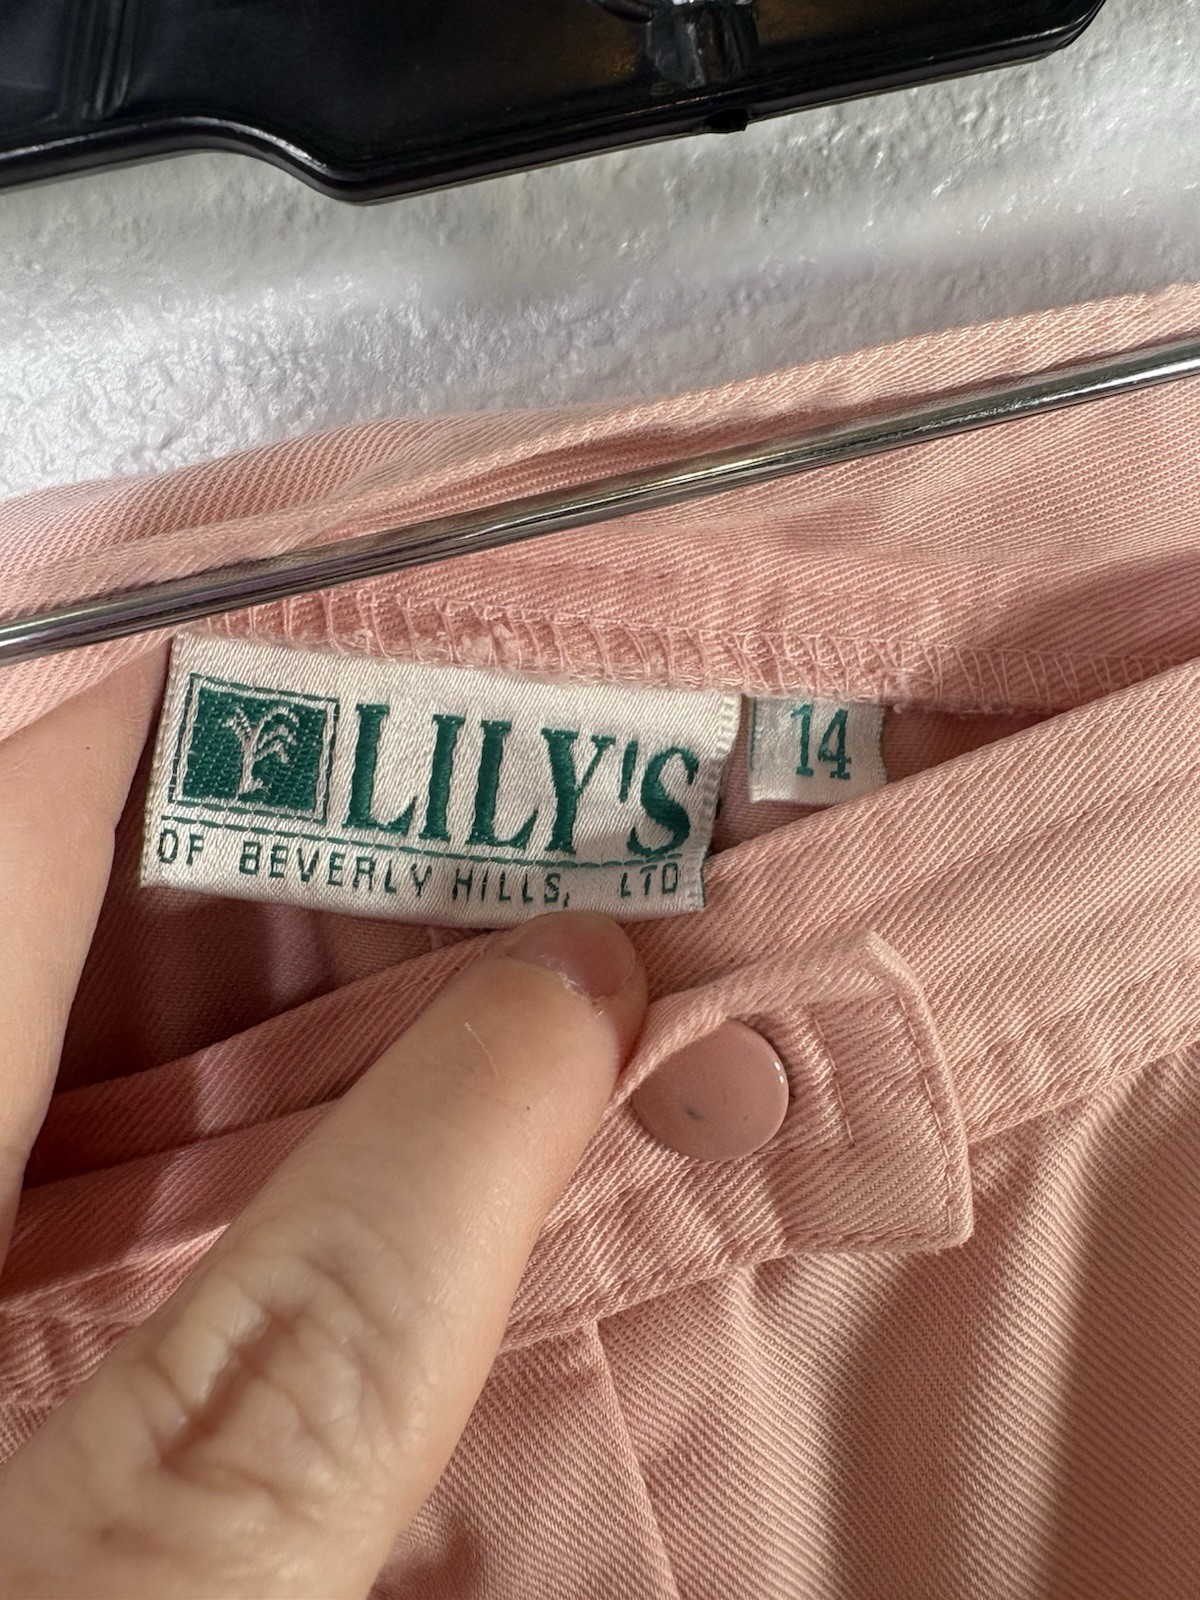 LILY'S
OF BEVERLY HILLS, LTD
14